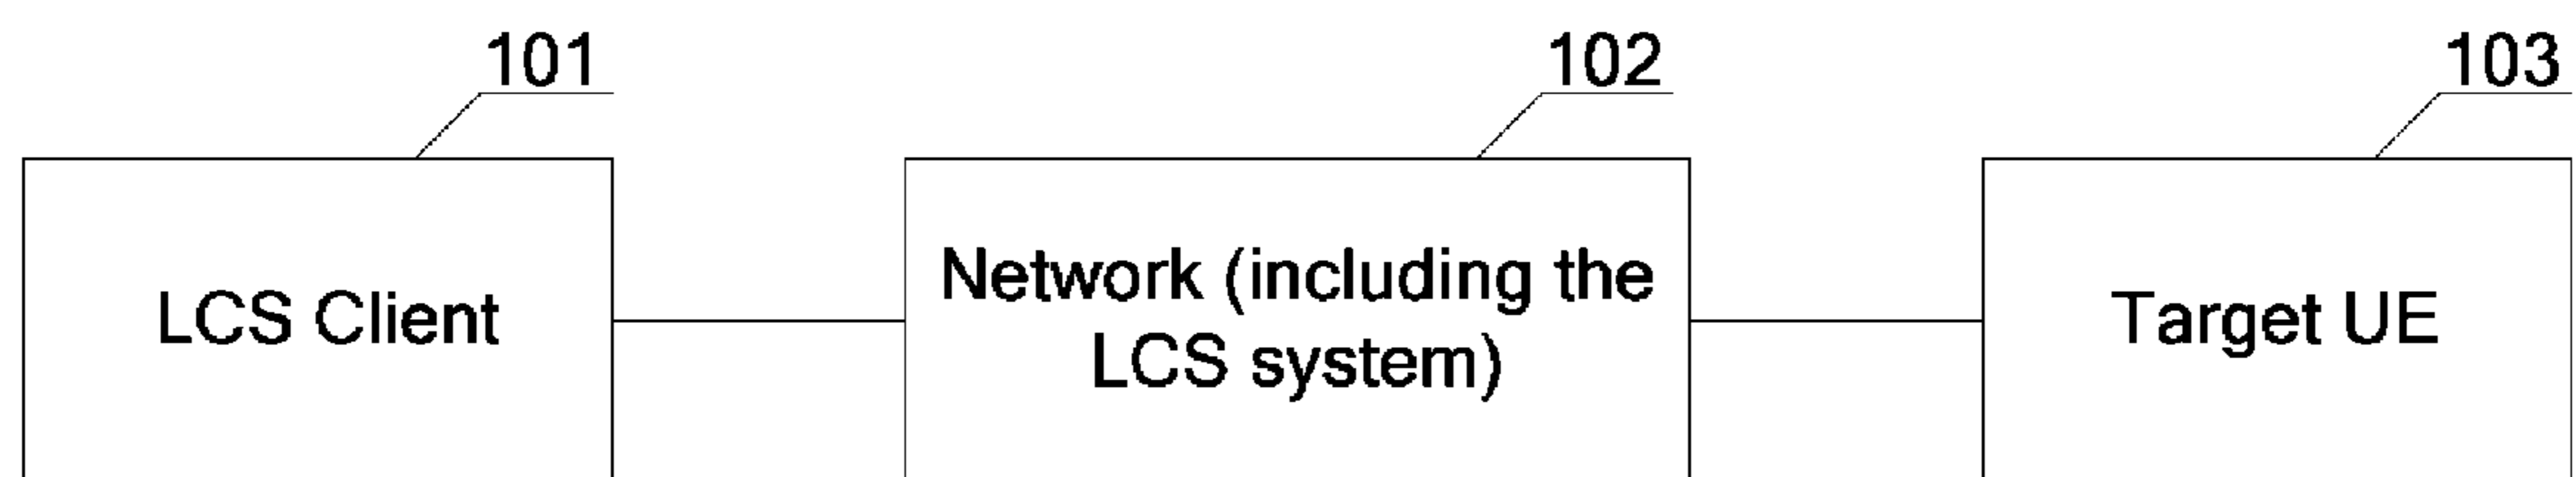 101
102
103
LCS Client
Network (including the
LCS system)
Target UE